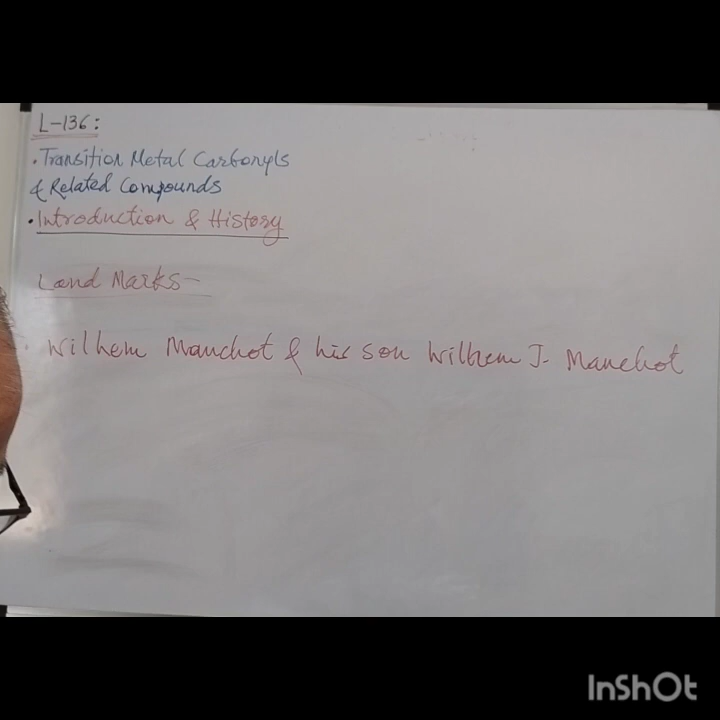 L-136:
• Transition Metal Carbonyls
& Related Compounds
• Introduction & History
Land Marks-
• Wilhem Manchot & his son Wilhem J. Manchot
InShOt